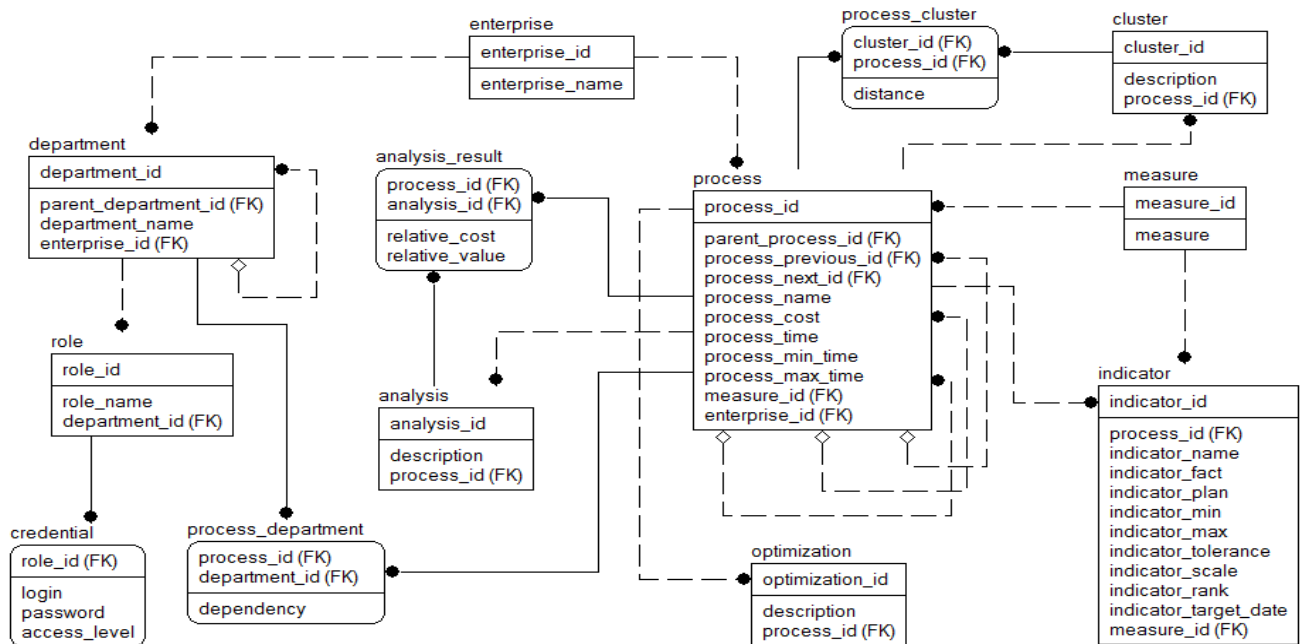 enterprise
enterprise_id
enterprise_name
process_cluster
cluster_id (FK)
process_id (FK)
distance
cluster
cluster_id
description
process_id (FK)
department
department_id
parent_department_id (FK)
department_name
enterprise_id (FK)
analysis_result
process_id (FK)
analysis_id (FK)
relative_cost
relative_value
process
process_id
parent_process_id (FK)
process_previous_id (FK)
process_next_id (FK)
process_name
process_cost
process_time
process_min_time
process_max_time
measure_id (FK)
enterprise_id (FK)
measure
measure_id
measure
role
role_id
role_name
department_id (FK)
analysis
analysis_id
description
process_id (FK)
indicator
indicator_id
process_id (FK)
indicator_name
indicator_fact
indicator_plan
indicator_min
indicator_max
indicator_tolerance
indicator_scale
indicator_rank
indicator_target_date
measure_id (FK)
credential
role_id (FK)
login
password
access_level
process_department
process_id (FK)
department_id (FK)
dependency
optimization
optimization_id
description
process_id (FK)